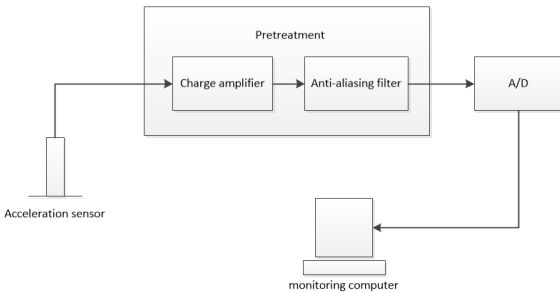 Pretreatment
Charge amplifier
Anti-aliasing filter
A/D
Acceleration sensor
monitoring computer